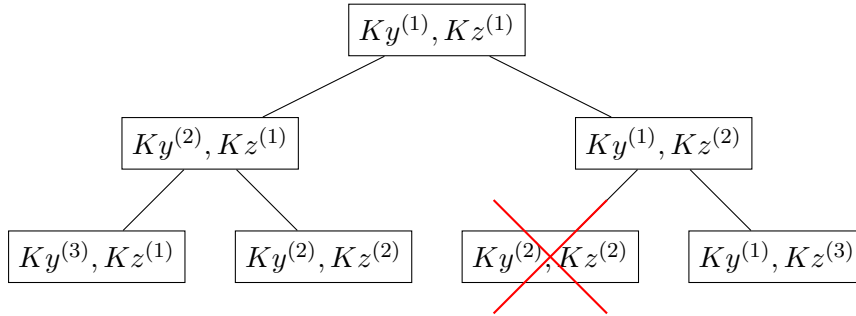 Ky^{(1)}, Kz^{(1)}
Ky^{(2)}, Kz^{(1)}
Ky^{(1)}, Kz^{(2)}
Ky^{(3)}, Kz^{(1)}
Ky^{(2)}, Kz^{(2)}
Ky^{(2)}, Kz^{(2)}
Ky^{(1)}, Kz^{(3)}